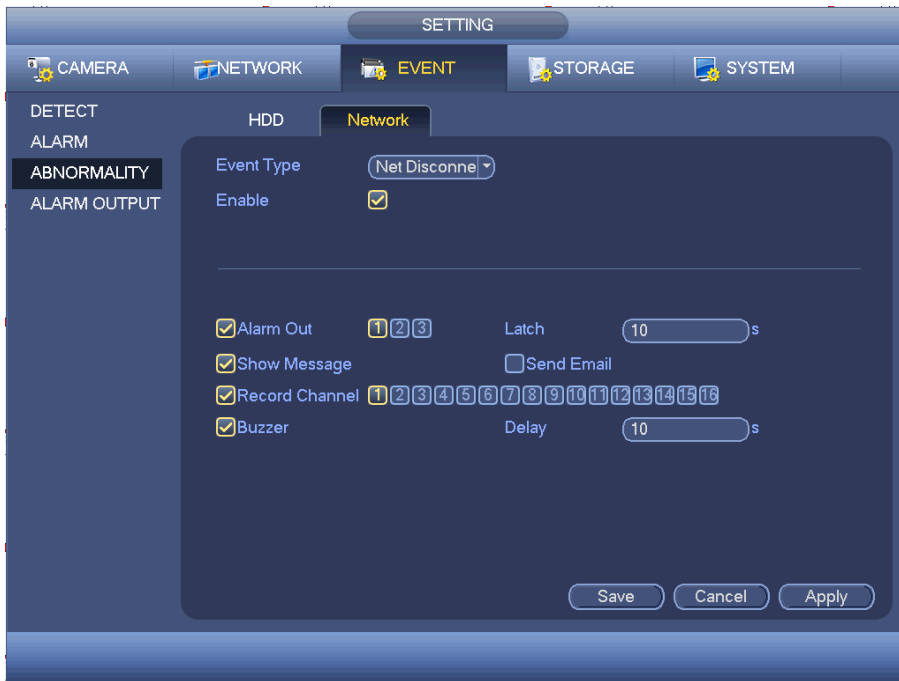 SETTING
CAMERA NETWORK EVENT STORAGE SYSTEM
DETECT
ALARM
ABNORMALITY
ALARM OUTPUT
HDD Network
Event Type Net Disconne
Enable
Alarm Out 1 2 3 Latch 10 s
Show Message Send Email
Record Channel 1 2 3 4 5 6 7 8 9 10 11 12 13 14 15 16
Buzzer Delay 10 s
Save Cancel Apply